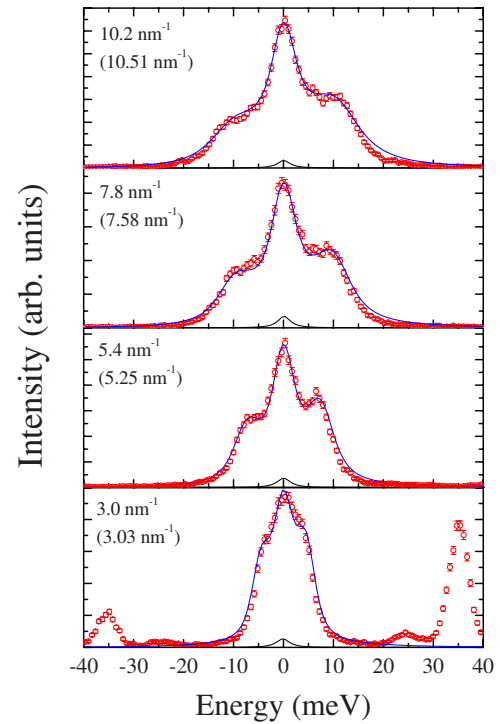 10.2 nm⁻¹
(10.51 nm⁻¹)
7.8 nm⁻¹
(7.58 nm⁻¹)
5.4 nm⁻¹
(5.25 nm⁻¹)
3.0 nm⁻¹
(3.03 nm⁻¹)
Intensity (arb. units)
-40 -30 -20 -10 0 10 20 30 40
Energy (meV)